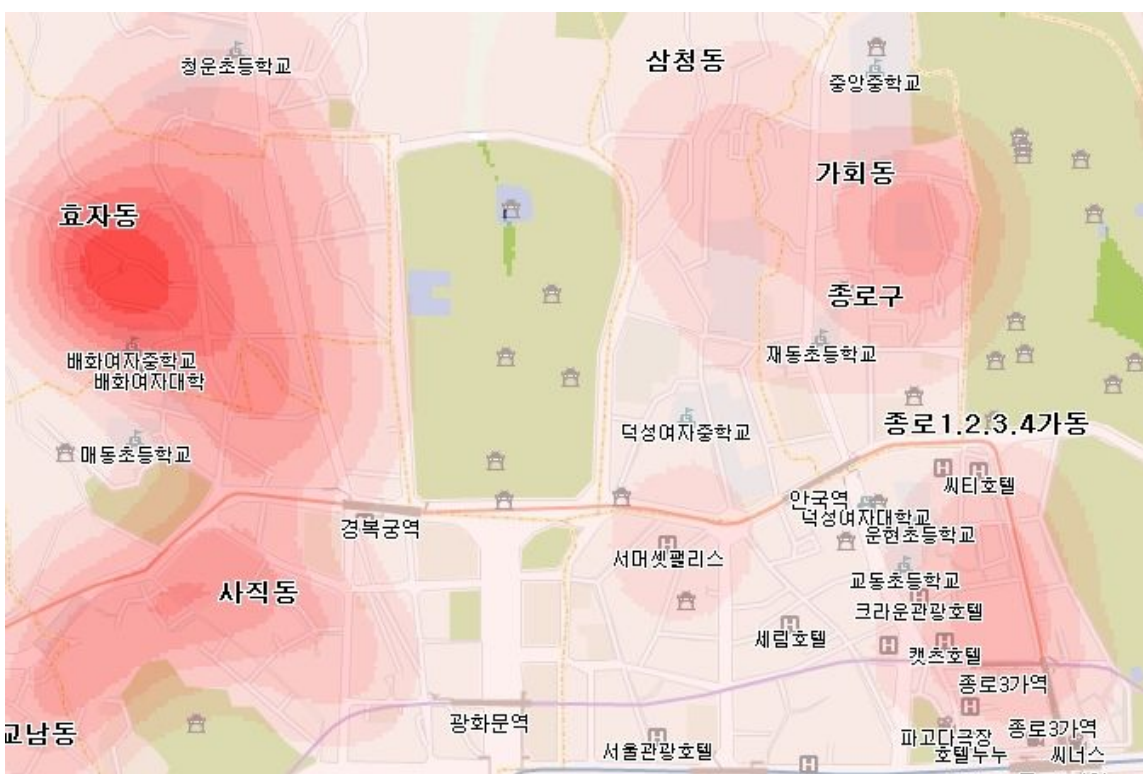 삼청동
청운초등학교
중앙중학교
가회동
효자동
종로구
재동초등학교
배화여자중학교
배화여자대학
종로1.2.3.4가동
덕성여자중학교
매동초등학교
씨티호텔
안국역
덕성여자대학교
경복궁역
운현초등학교
서머셋팰리스
교동초등학교
사직동
크라운관광호텔
세림호텔
캣츠호텔
종로3가역
광화문역
교남동
파고다극장
종로3가역
서울관광호텔
호텔누누
씨너스